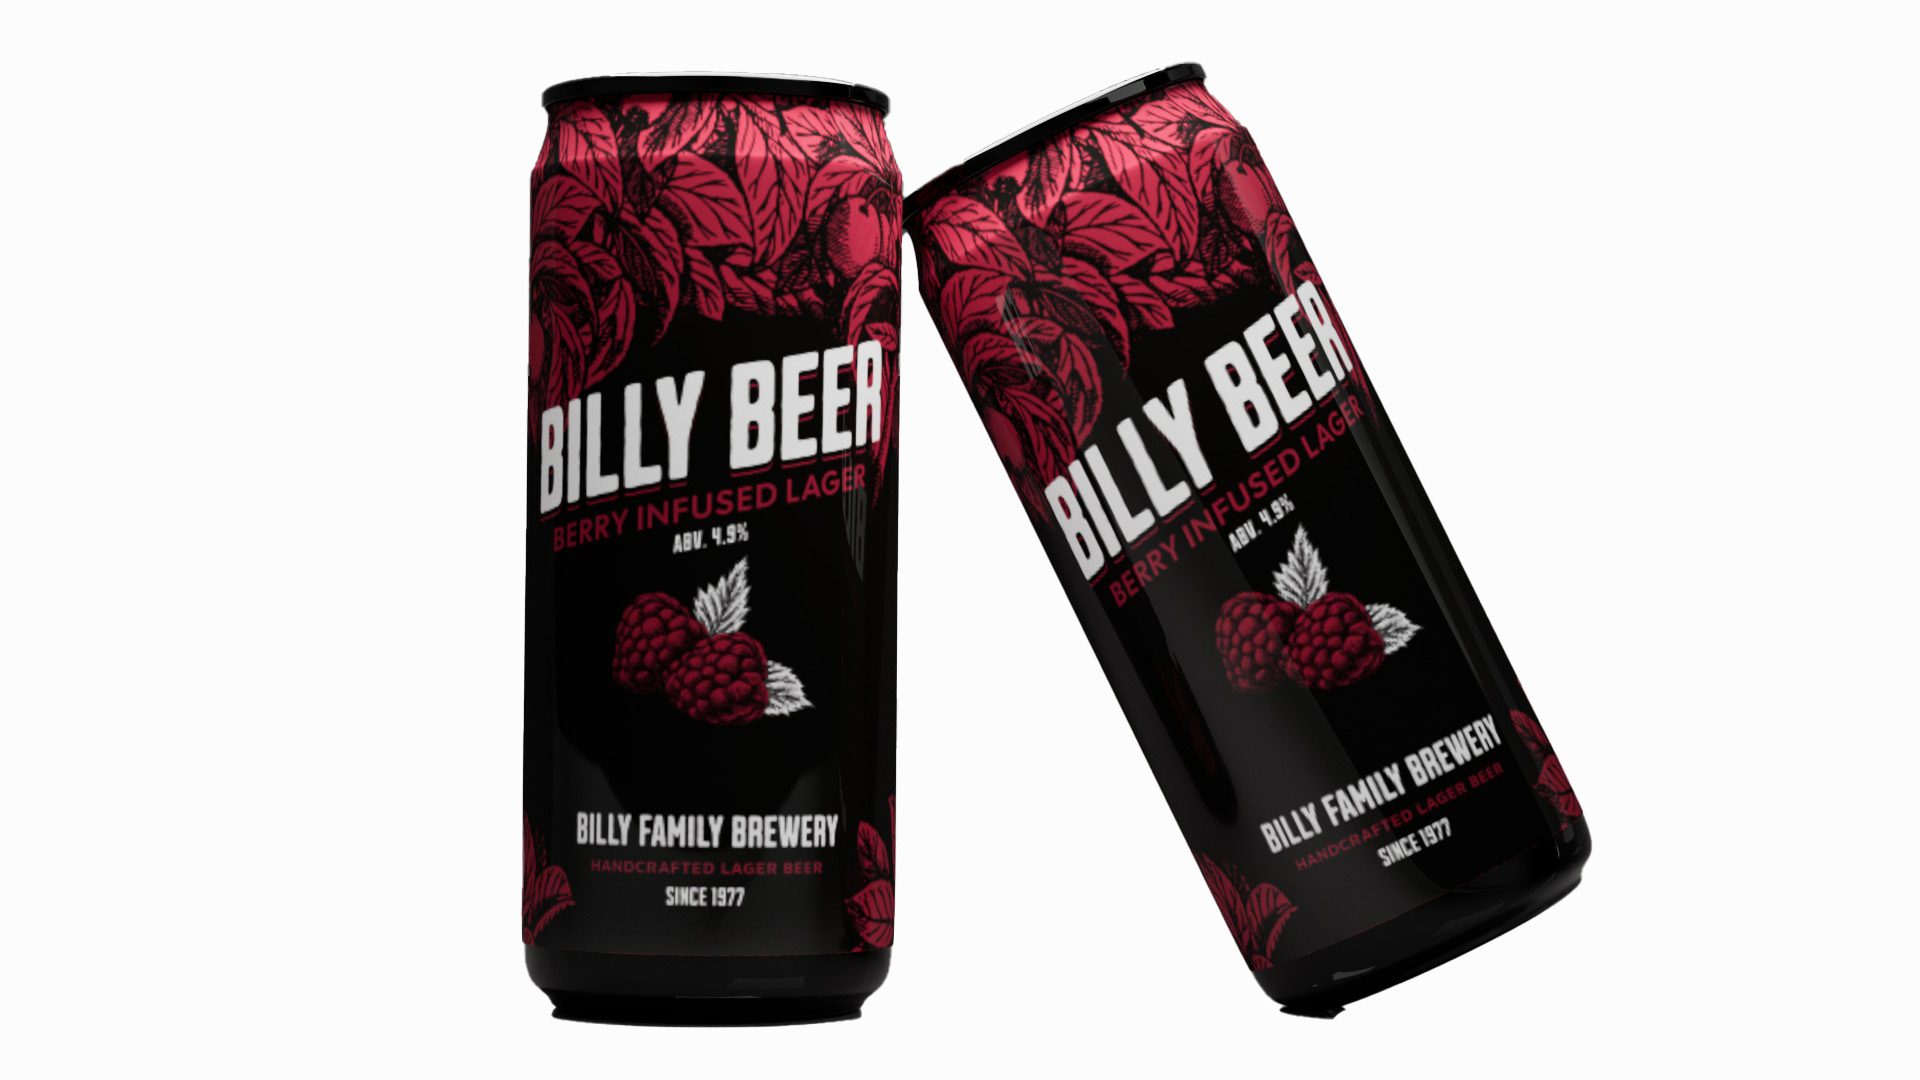 BILLY BEER
BERRY INFUSED LAGER
ABV. 4.9%
BILLY FAMILY BREWERY
HANDCRAFTED LAGER BEER
SINCE 1977
BILLY BEER
BERRY INFUSED LAGER
ABV. 4.9%
BILLY FAMILY BREWERY
HANDCRAFTED LAGER BEER
SINCE 1977